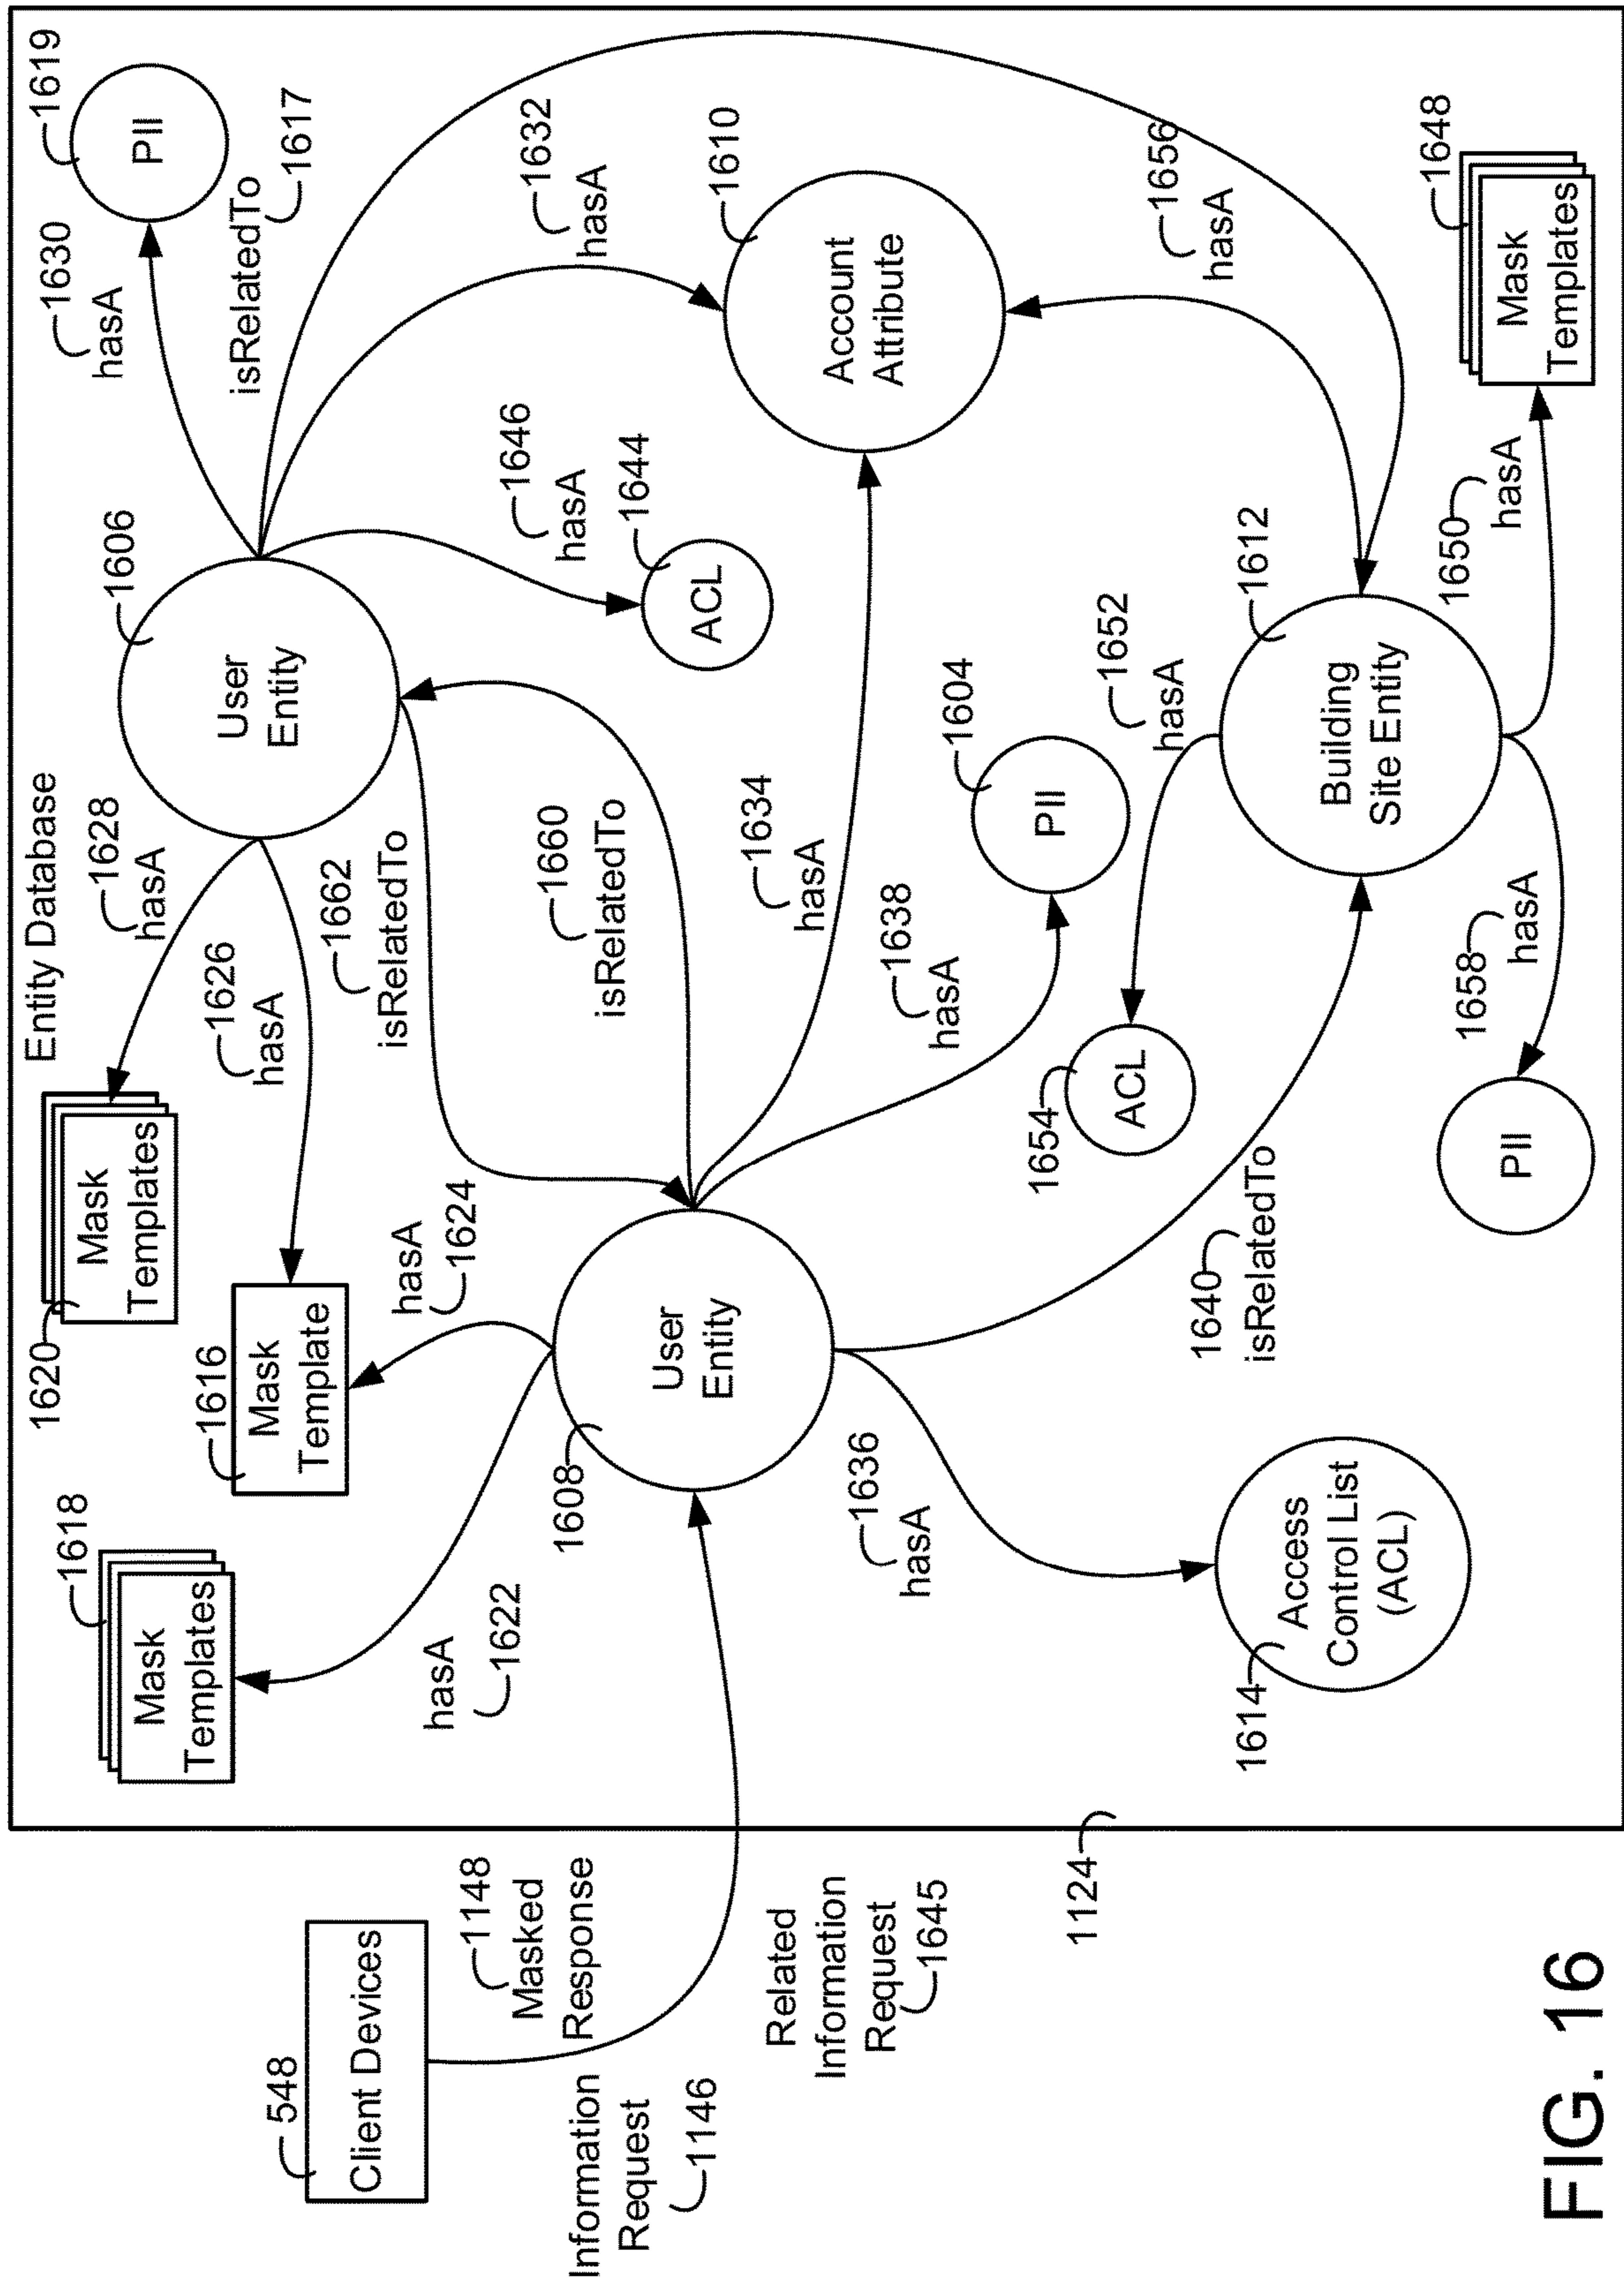 Entity Database
548
Client Devices
Information
Request
1146
1148
Masked
Response
Related
Information
Request
1645
1124
1618
Mask
Templates
1620
Mask
Templates
1616
Mask
Template
hasA
1622
hasA
1624
1626
hasA
1628
hasA
1606
User
Entity
1630
hasA
1619
PII
isRelatedTo
1617
1632
hasA
1610
Account
Attribute
1646
hasA
1644
ACL
1662
isRelatedTo
1660
isRelatedTo
1608
User
Entity
1634
hasA
1638
hasA
1604
PII
1636
hasA
1614
Access
Control List
(ACL)
1640
isRelatedTo
1654
ACL
1652
hasA
1612
Building
Site Entity
1656
hasA
1648
Mask
Templates
1650
hasA
1658
hasA
PII
FIG. 16